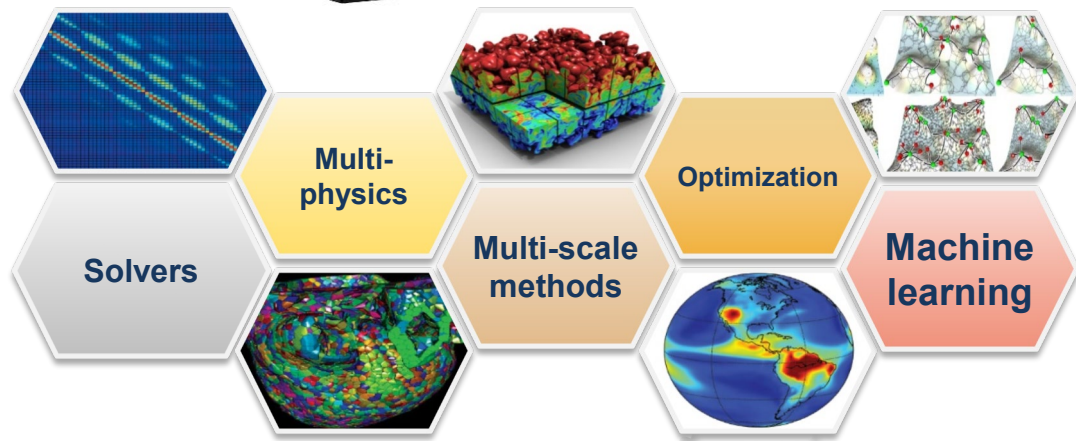 Multi-
physics
Optimization
Solvers
Multi-scale
methods
Machine
learning